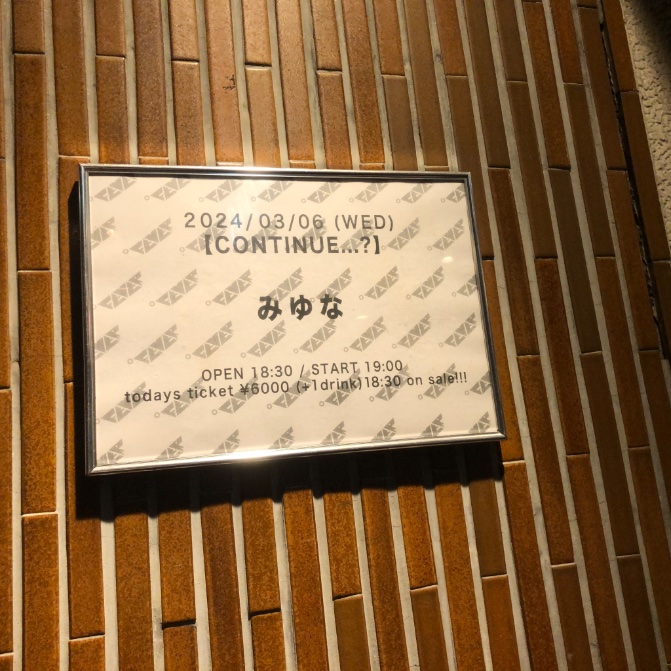 2024/03/06 (WED)
【CONTINUE...?】
みゆな
OPEN 18:30 / START 19:00
todays ticket ¥6000 (+1drink)18:30 on sale!!!